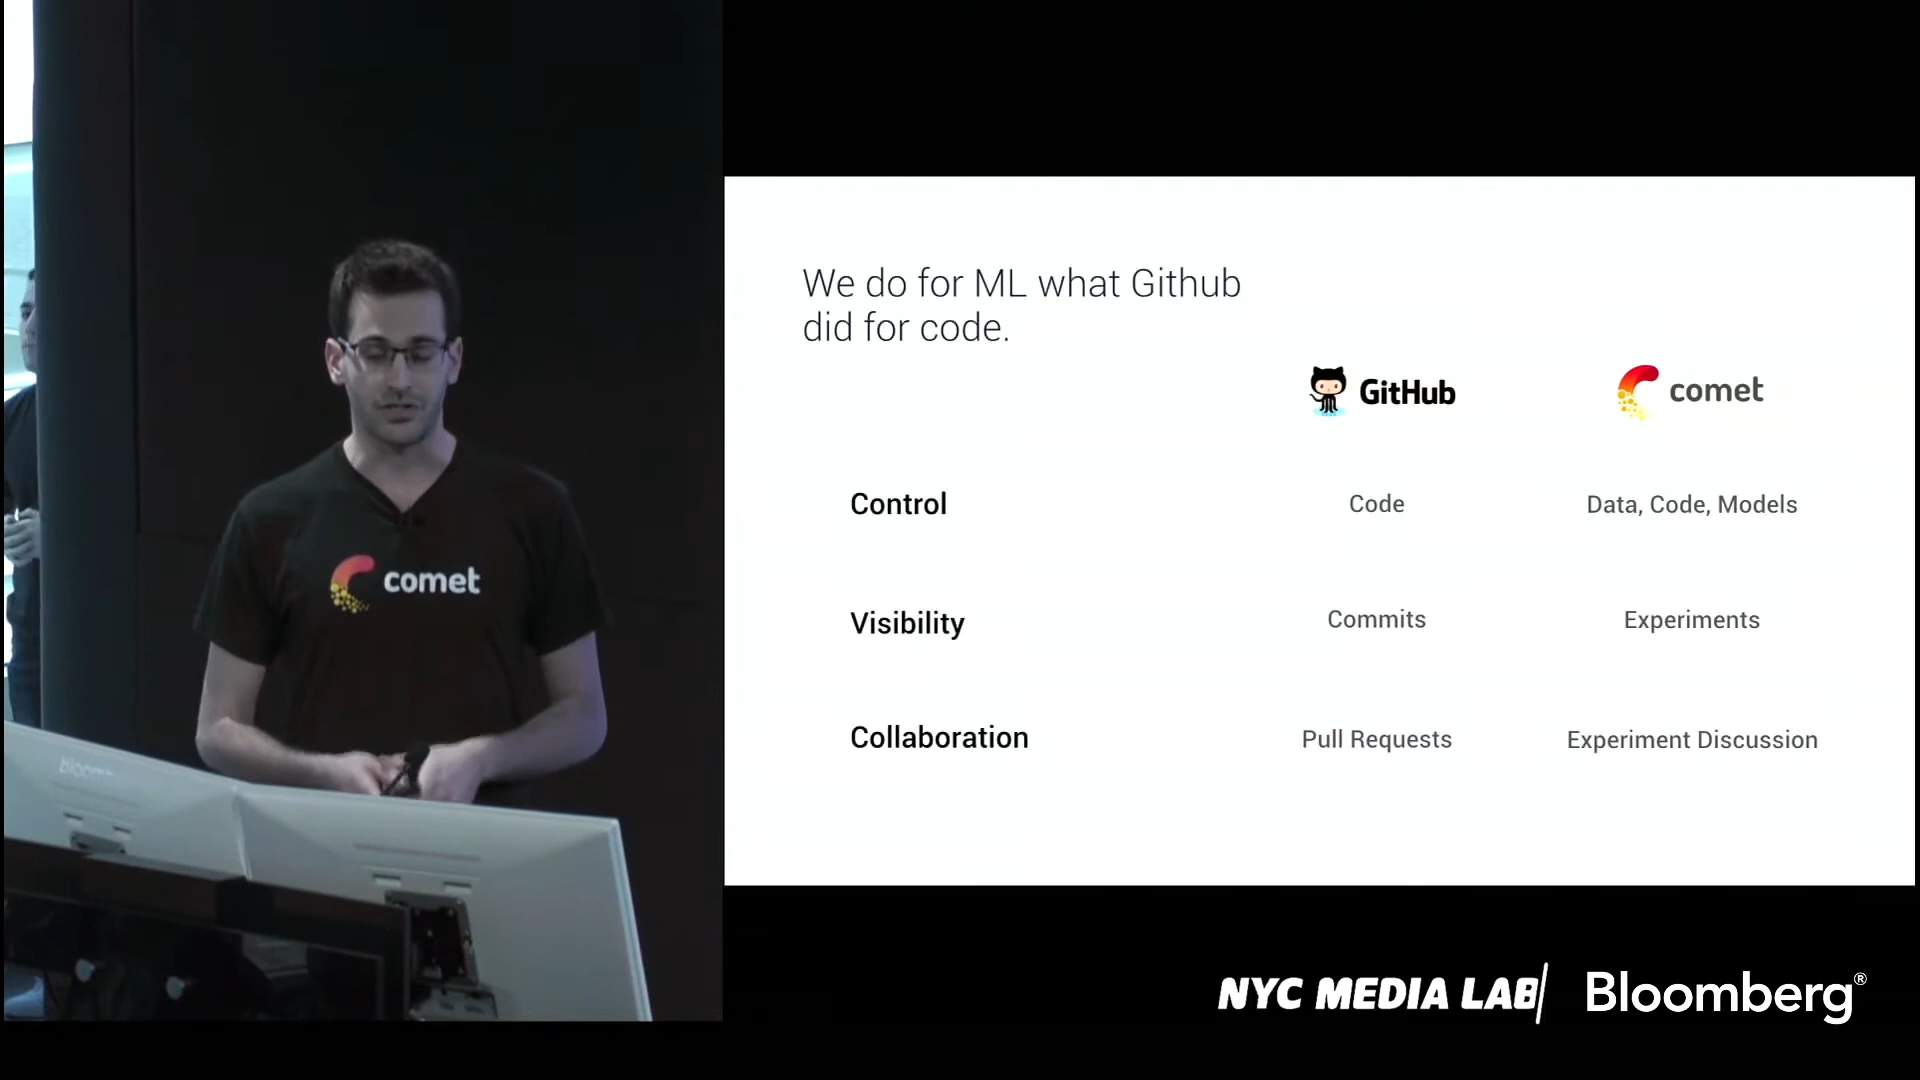 We do for ML what Github
did for code.
GitHub
comet
Control
Code
Data, Code, Models
Visibility
Commits
Experiments
Collaboration
Pull Requests
Experiment Discussion
comet
NYC MEDIA LAB
Bloomberg®